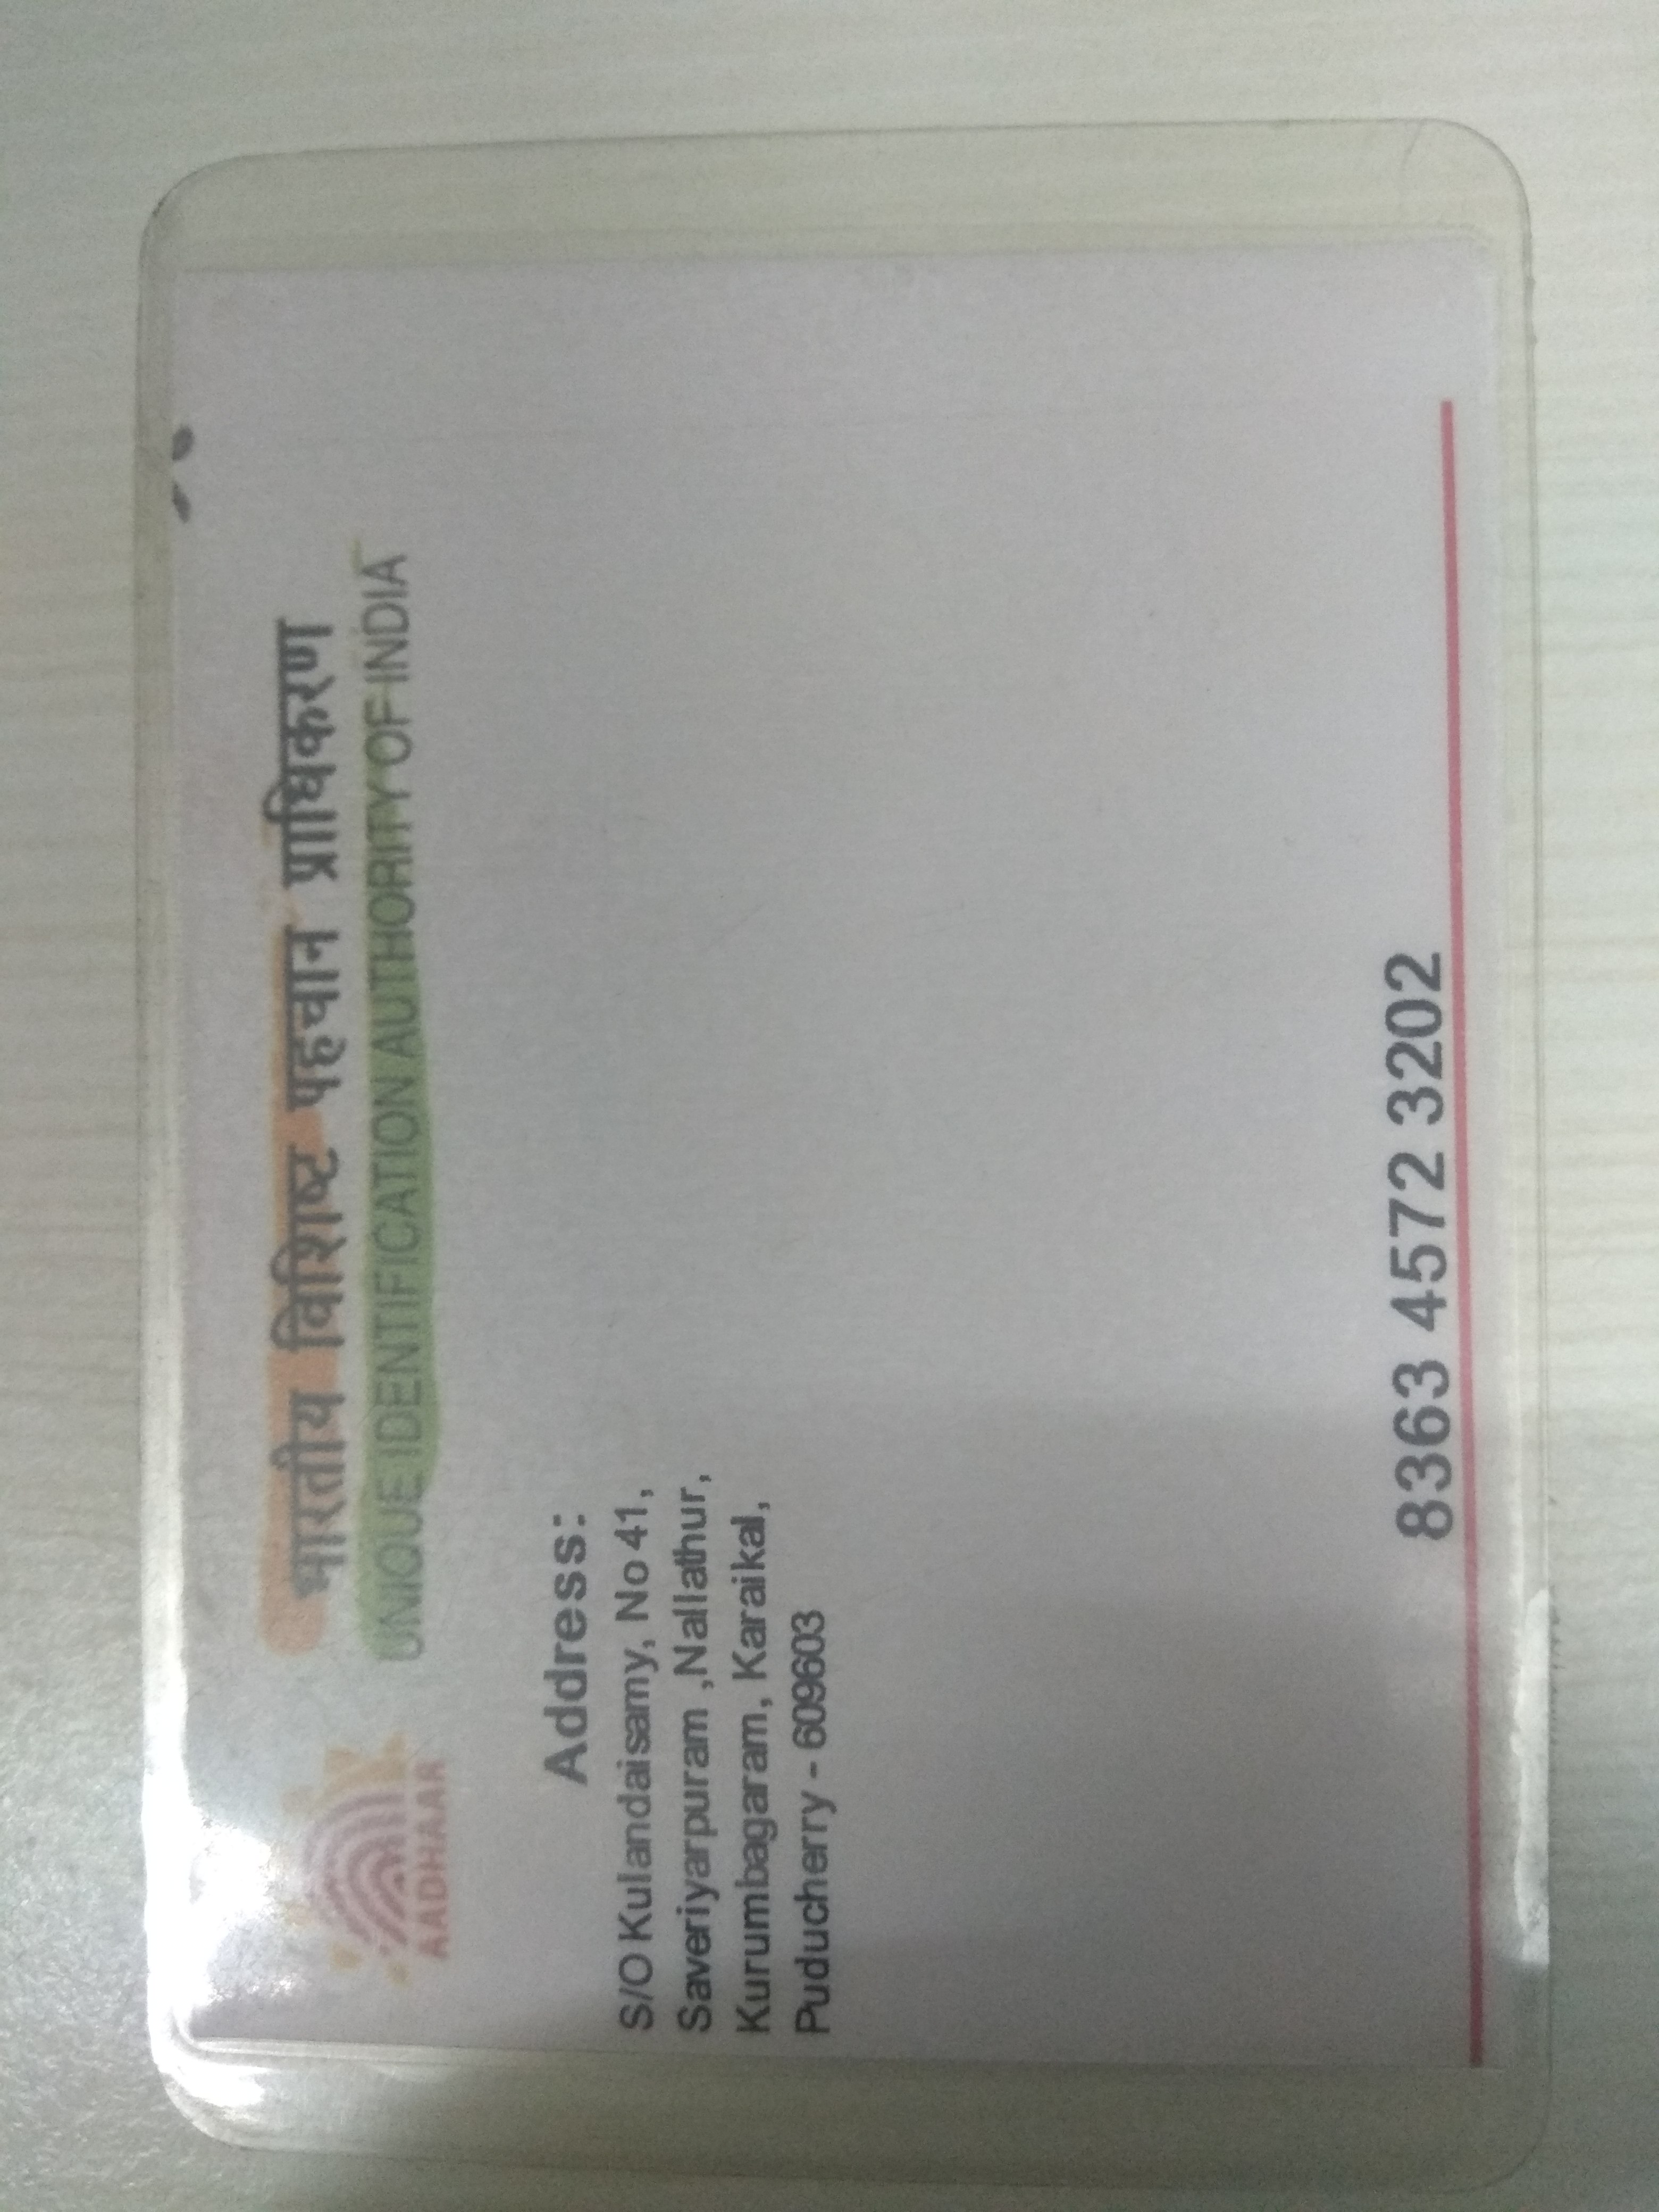 भारतीय विशिष्ट पहचान प्राधिकरण
UNIQUE IDENTIFICATION AUTHORITY OF INDIA
AADHAAR
Address:
S/O Kulandaisamy, No 41,
Saveriyarpuram ,Nallathur,
Kurumbagaram, Karaikal,
Puducherry - 609603
8363 4572 3202